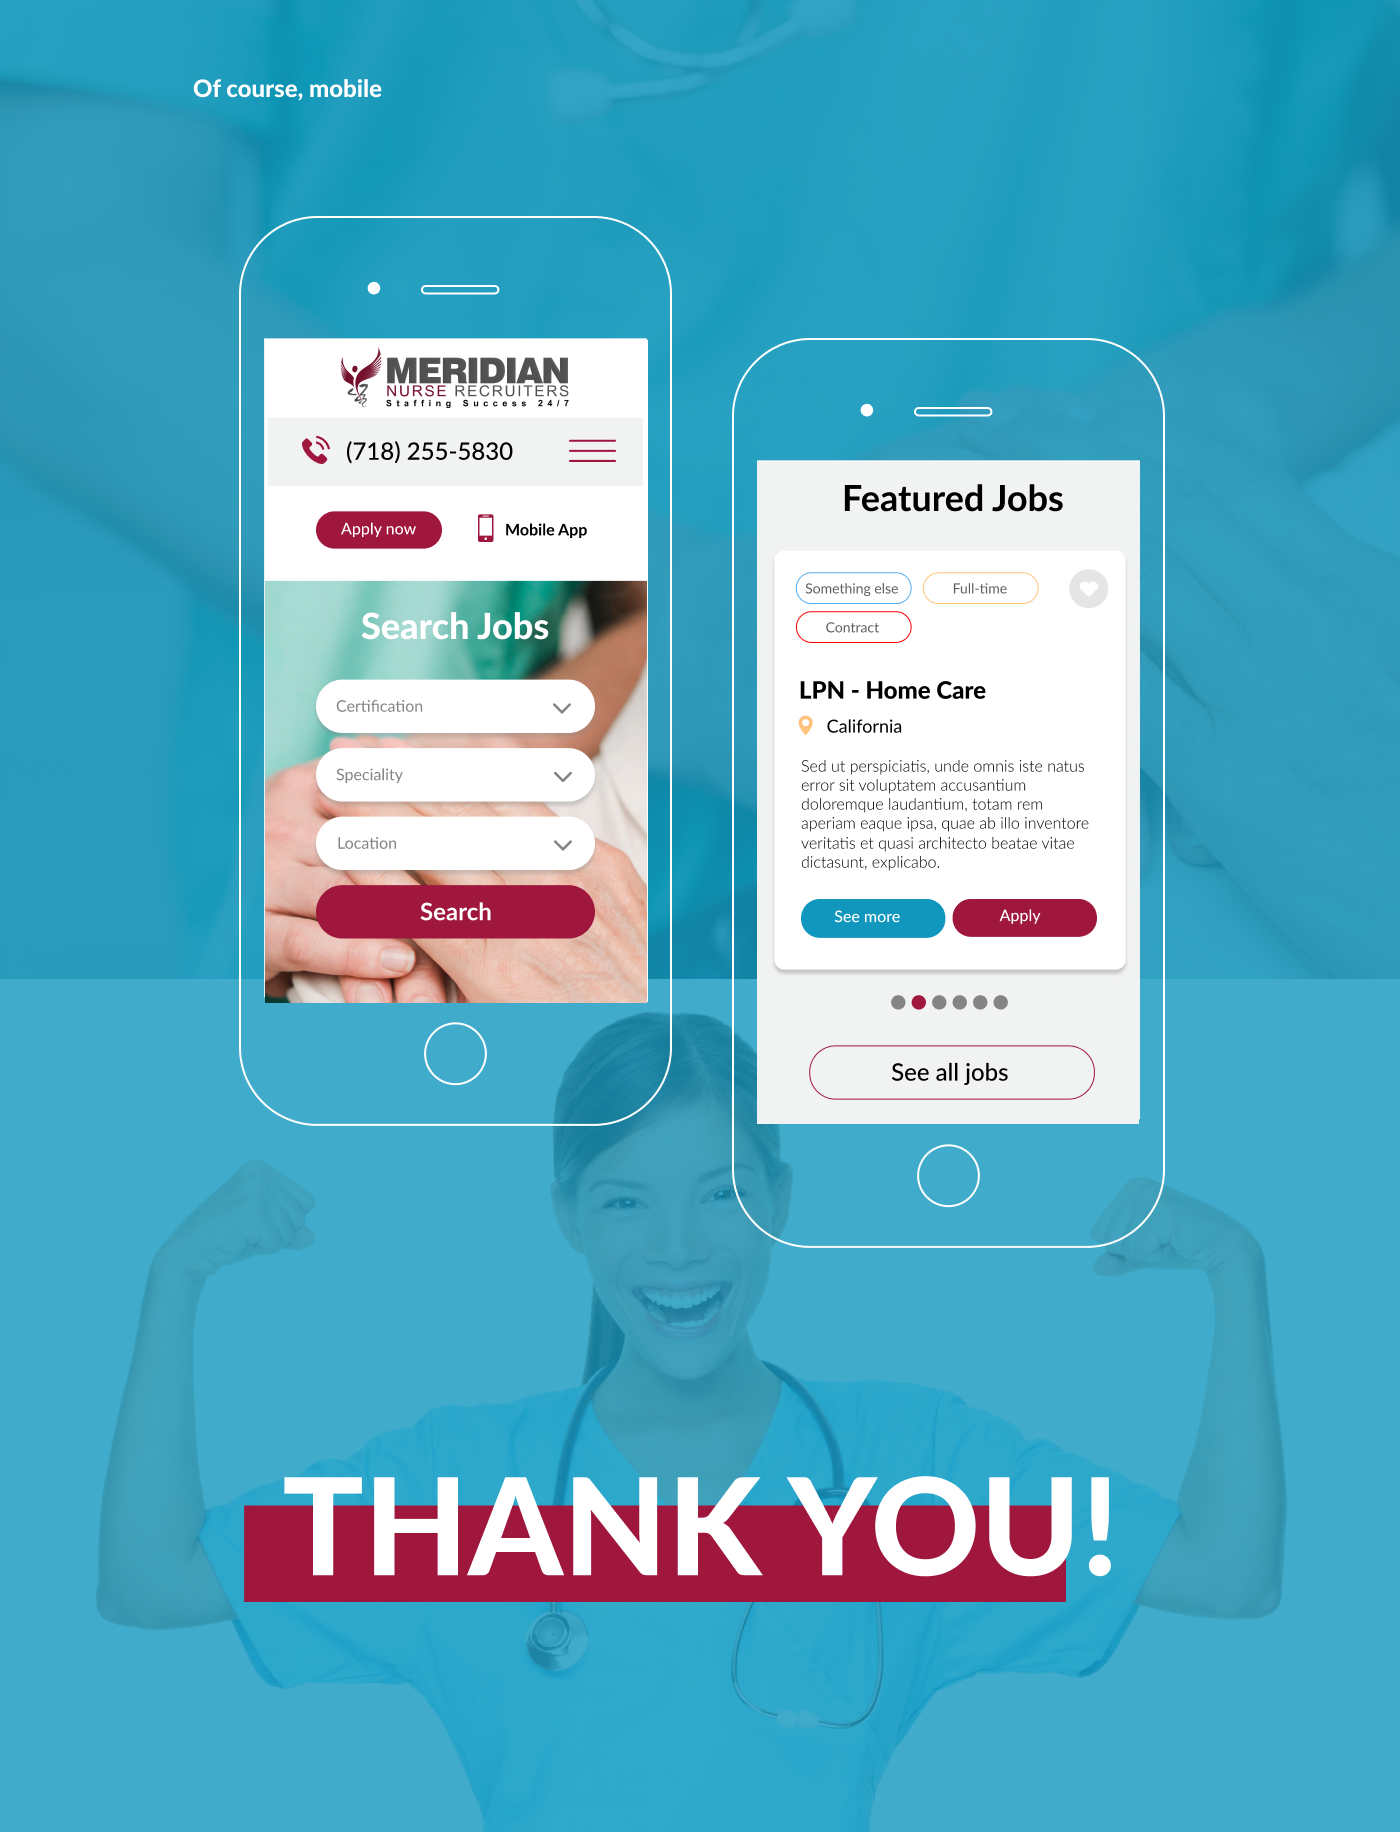 Of course, mobile
MERIDIAN
NURSE RECRUITERS
Staffing Success 24/7
(718) 255-5830
Apply now
Mobile App
Search Jobs
Certification
Speciality
Location
Search
Featured Jobs
Something else
Full-time
Contract
LPN - Home Care
California
Sed ut perspiciatis, unde omnis iste natus
error sit voluptatem accusantium
doloremque laudantium, totam rem
aperiam eaque ipsa, quae ab illo inventore
veritatis et quasi architecto beatae vitae
dictasunt, explicabo.
See more
Apply
See all jobs
THANK YOU!